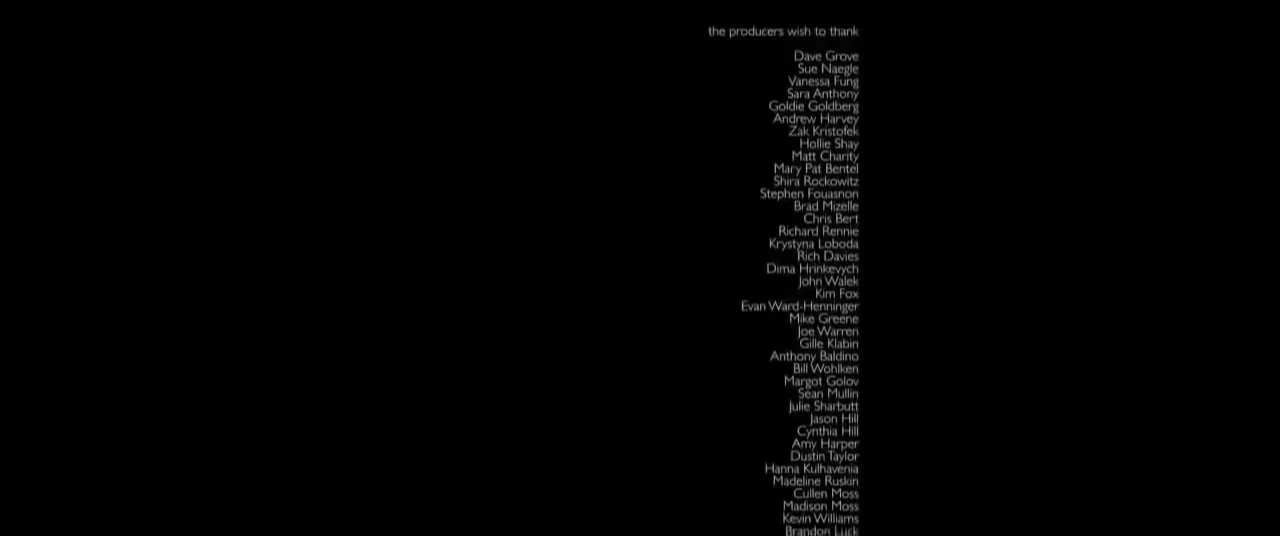 the producers wish to thank
Dave Grove
Sue Naegle
Vanessa Fung
Sara Anthony
Goldie Goldberg
Andrew Harvey
Zak Kristofek
Hollie Shay
Matt Charity
Mary Pat Bentel
Shira Rockowitz
Stephen Fouasnon
Brad Mizelle
Chris Bert
Richard Rennie
Krystyna Loboda
Rich Davies
Dima Hrinkevych
John Walek
Kim Fox
Evan Ward-Henninger
Mike Greene
Joe Warren
Gille Klabin
Anthony Baldino
Bill Wohlken
Margot Golov
Sean Mullin
Julie Sharbutt
Jason Hill
Cynthia Hill
Amy Harper
Dustin Taylor
Hanna Kulhavenia
Madeline Ruskin
Cullen Moss
Madison Moss
Kevin Williams
Brandon Luck